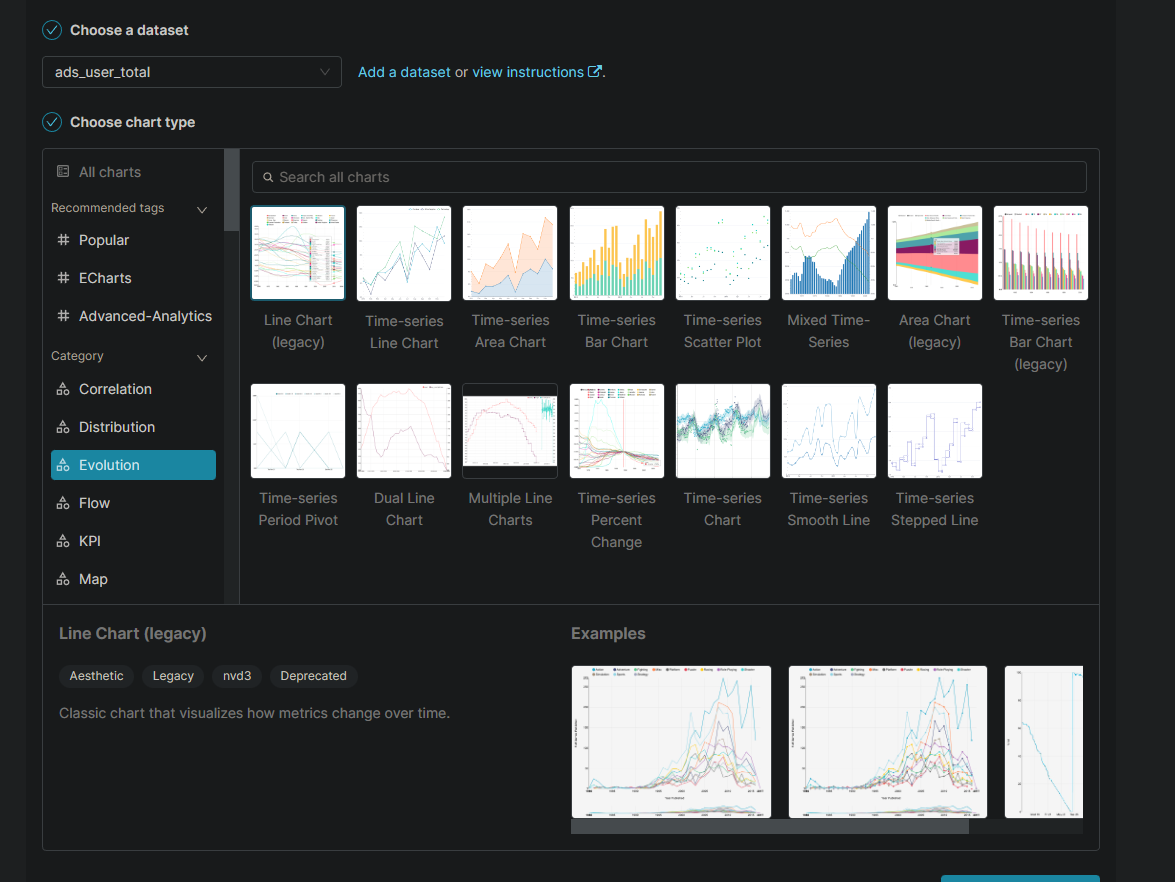 Choose a dataset
ads_user_total
Add a dataset or view instructions .
Choose chart type
All charts
Recommended tags
# Popular
# ECharts
# Advanced-Analytics
Category
Correlation
Distribution
Evolution
Flow
KPI
Map
Search all charts
Line Chart
(legacy)
Time-series
Line Chart
Time-series
Area Chart
Time-series
Bar Chart
Time-series
Scatter Plot
Mixed Time-
Series
Area Chart
(legacy)
Time-series
Bar Chart
(legacy)
Time-series
Period Pivot
Dual Line
Chart
Multiple Line
Charts
Time-series
Percent
Change
Time-series
Chart
Time-series
Smooth Line
Time-series
Stepped Line
Line Chart (legacy)
Aesthetic
Legacy
nvd3
Deprecated
Classic chart that visualizes how metrics change over time.
Examples